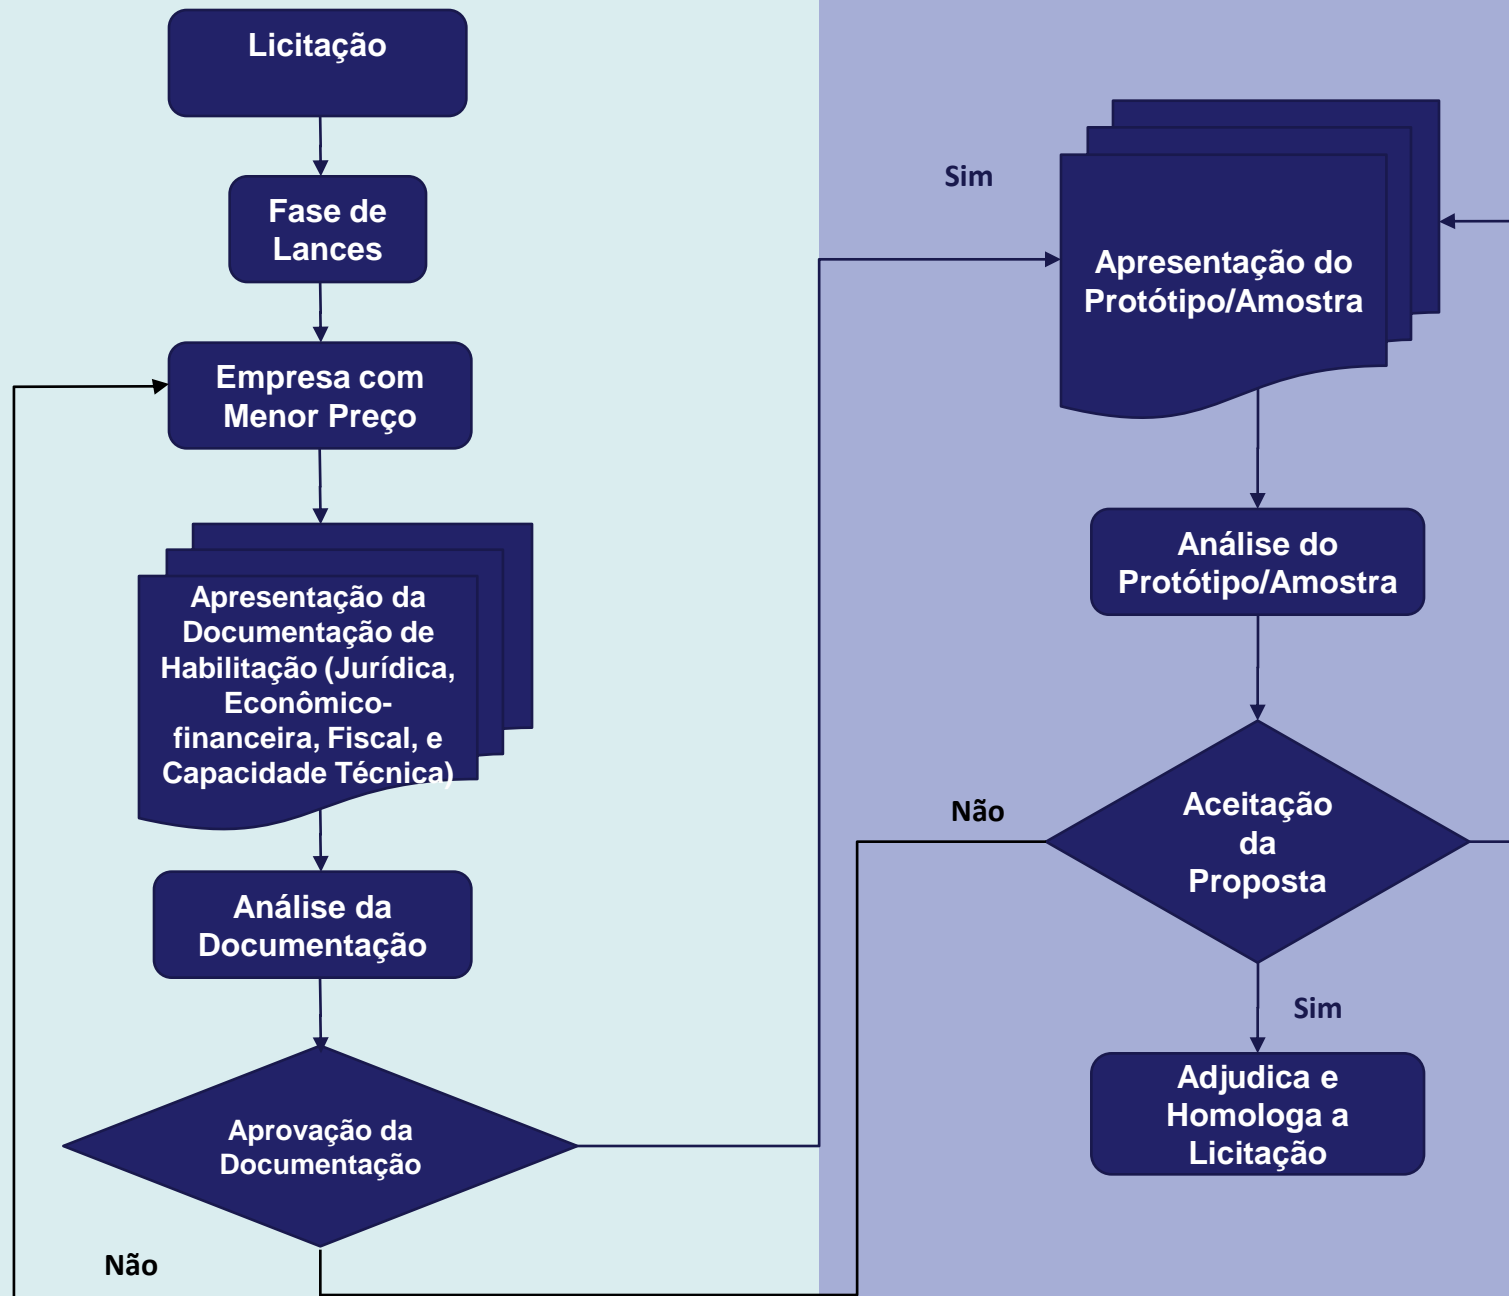 Licitação
Fase de
Lances
Empresa com
Menor Preço
Apresentação da
Documentação de
Habilitação (Jurídica,
Econômico-
financeira, Fiscal, e
Capacidade Técnica)
Análise da
Documentação
Aprovação da
Documentação
Não
Sim
Apresentação do
Protótipo/Amostra
Análise do
Protótipo/Amostra
Não
Aceitação
da
Proposta
Sim
Adjudica e
Homologa a
Licitação